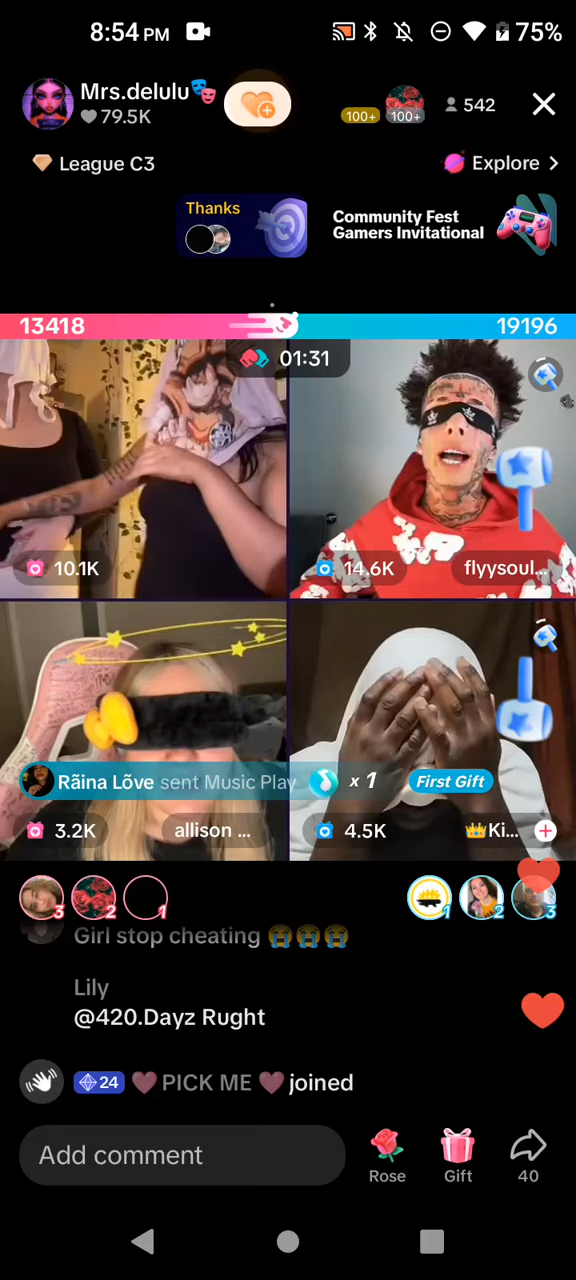 8:54 PM
75%
Mrs.delulu🎭
79.5K
100+
100+
542
League C3
Explore
Thanks
Community Fest
Gamers Invitational
13418
19196
01:31
10.1K
14.6K
flyysoul...
Rãina Lõve sent Music Play
x 1
First Gift
3.2K
allison ...
4.5K
👑Ki...
3
2
1
1
2
3
Girl stop cheating 😭😭😭
Lily
@420.Dayz Rught
24
🖤 PICK ME 🖤 joined
Add comment
Rose
Gift
40